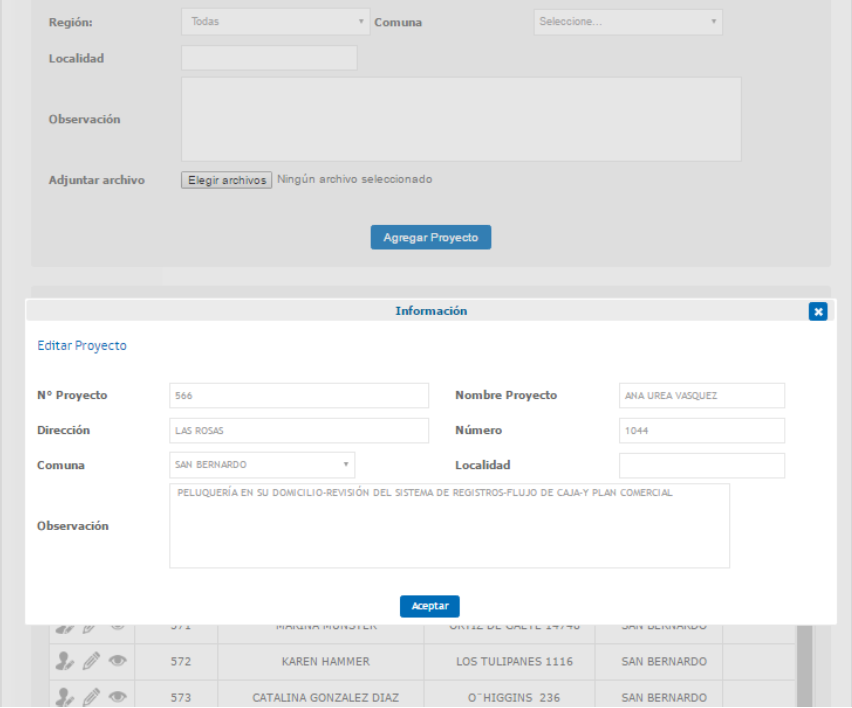 Región: Todas Comuna Seleccione...
Localidad
Observación
Adjuntar archivo Elegir archivos Ningún archivo seleccionado
Agregar Proyecto
Información
Editar Proyecto
Nº Proyecto 566 Nombre Proyecto ANA UREA VASQUEZ
Dirección LAS ROSAS Número 1044
Comuna SAN BERNARDO Localidad
PELUQUERÍA EN SU DOMICILIO-REVISIÓN DEL SISTEMA DE REGISTROS-FLUJO DE CAJA-Y PLAN COMERCIAL
Observación
Aceptar
571 MARINA MUNSTER ORTIZ DE GAETE 14740 SAN BERNARDO
572 KAREN HAMMER LOS TULIPANES 1116 SAN BERNARDO
573 CATALINA GONZALEZ DIAZ O¨HIGGINS 236 SAN BERNARDO